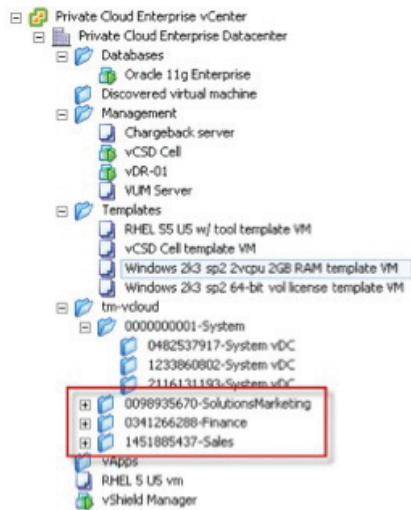 Private Cloud Enterprise vCenter
Private Cloud Enterprise Datacenter
Databases
Oracle 11g Enterprise
Discovered virtual machine
Management
Chargeback server
vCSD Cell
vDR-01
VUM Server
Templates
RHEL 55 U5 w/ tool template VM
vCSD Cell template VM
Windows 2k3 sp2 2vcpu 2GB RAM template VM
Windows 2k3 sp2 64-bit vol license template VM
tm-vcloud
0000000001-System
0482537917-System vDC
1233860802-System vDC
2116131193-System vDC
0098935670-SolutionsMarketing
0341266288-Finance
1451885437-Sales
vApps
RHEL 5 U5 vm
vShield Manager